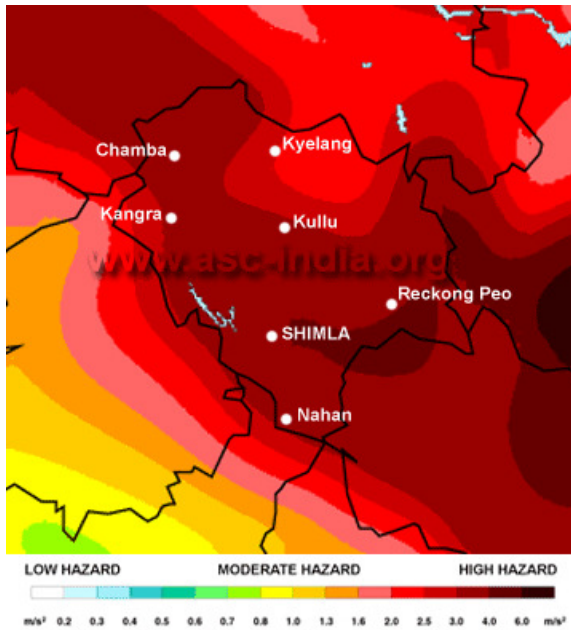 Chamba
Kyelang
Kangra
Kullu
www.asc-india.org
Reckong Peo
SHIMLA
Nahan
LOW HAZARD MODERATE HAZARD HIGH HAZARD
m/s² 0.2 0.3 0.4 0.5 0.6 0.7 0.8 1.0 1.3 1.6 2.0 2.5 3.0 4.0 6.0 m/s²